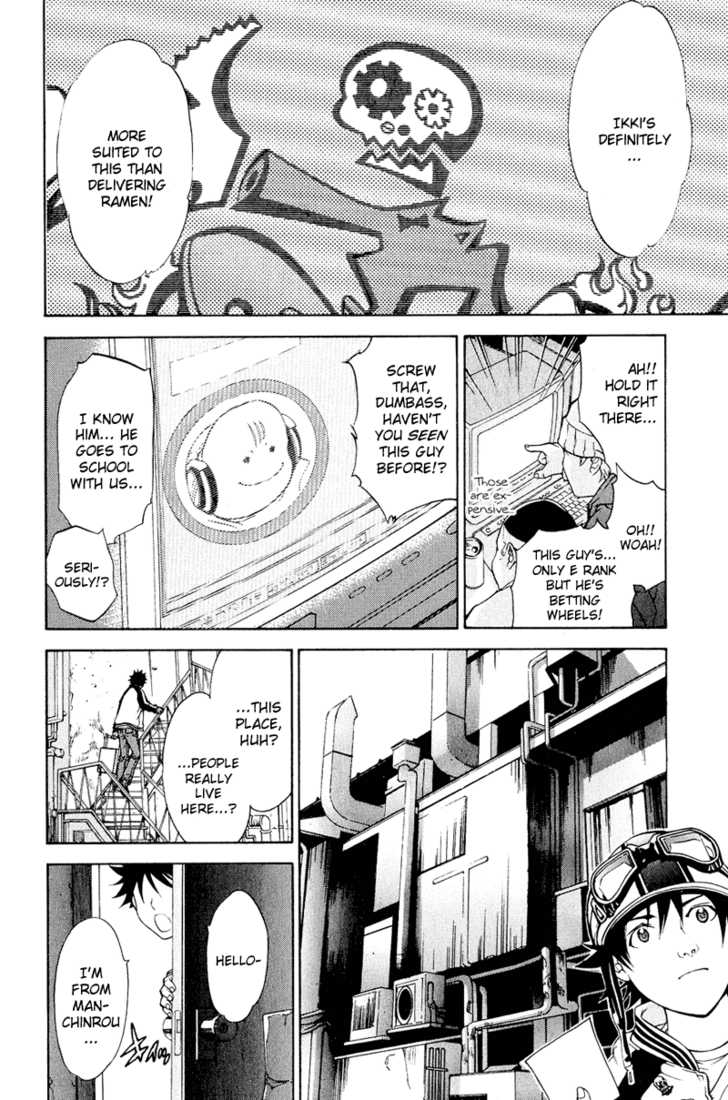 IKKI'S
DEFINITELY
...
MORE
SUITED TO
THIS THAN
DELIVERING
RAMEN!
AH!!
HOLD IT
RIGHT
THERE...
Those
are ex-
pensive...
OH!!
WOAH!
THIS GUY'S...
ONLY E RANK
BUT HE'S
BETTING
WHEELS!
SCREW
THAT,
DUMBASS,
HAVEN'T
YOU SEEN
THIS GUY
BEFORE!?
I KNOW
HIM... HE
GOES TO
SCHOOL
WITH US...
SERI-
OUSLY!?
...THIS
PLACE,
HUH?
...PEOPLE
REALLY
LIVE
HERE...?
HELLO-
I'M
FROM
MAN-
CHINROU
...